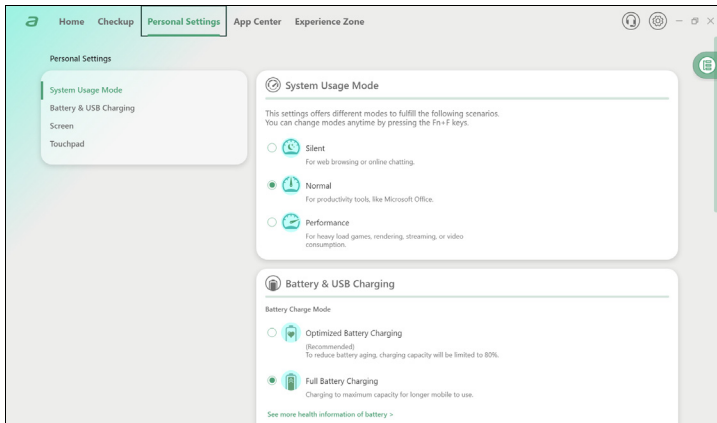 a Home Checkup Personal Settings App Center Experience Zone
Personal Settings
System Usage Mode
Battery & USB Charging
Screen
Touchpad
System Usage Mode
This settings offers different modes to fulfill the following scenarios.
You can change modes anytime by pressing the Fn+F keys.
Silent
For web browsing or online chatting.
Normal
For productivity tools, like Microsoft Office.
Performance
For heavy load games, rendering, streaming, or video
consumption.
Battery & USB Charging
Battery Charge Mode
Optimized Battery Charging
(Recommended)
To reduce battery aging, charging capacity will be limited to 80%.
Full Battery Charging
Charging to maximum capacity for longer mobile to use.
See more health information of battery >